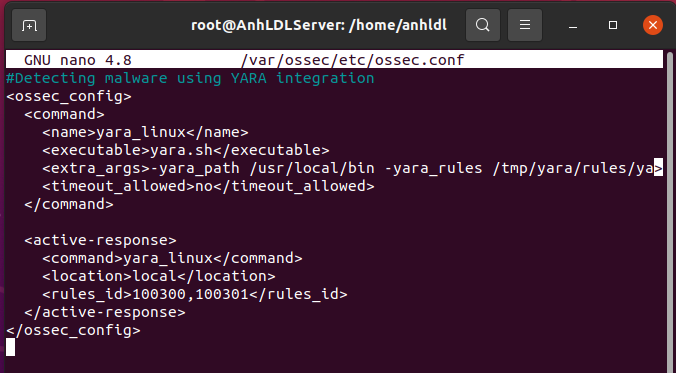 root@AnhLDLServer: /home/anhldl
GNU nano 4.8 /var/ossec/etc/ossec.conf
#Detecting malware using YARA integration
<ossec_config>
  <command>
    <name>yara_linux</name>
    <executable>yara.sh</executable>
    <extra_args>-yara_path /usr/local/bin -yara_rules /tmp/yara/rules/ya>
    <timeout_allowed>no</timeout_allowed>
  </command>

  <active-response>
    <command>yara_linux</command>
    <location>local</location>
    <rules_id>100300,100301</rules_id>
  </active-response>
</ossec_config>